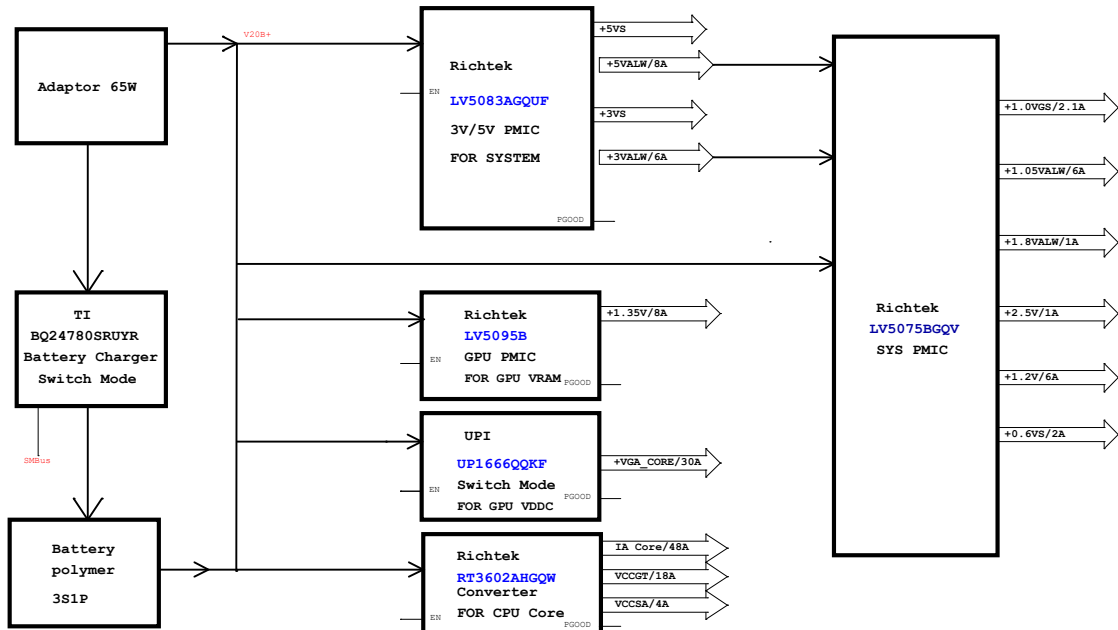 Adaptor 65W
V20B+
Richtek
LV5083AGQUF
3V/5V PMIC
FOR SYSTEM
EN
PGOOD
+5VS
+5VALW/8A
+3VS
+3VALW/6A
TI
BQ24780SRUYR
Battery Charger
Switch Mode
SMBus
Battery
polymer
3S1P
Richtek
LV5095B
GPU PMIC
FOR GPU VRAM
EN
PGOOD
+1.35V/8A
UPI
UP1666QQKF
Switch Mode
FOR GPU VDDC
EN
PGOOD
+VGA_CORE/30A
Richtek
RT3602AHGQW
Converter
FOR CPU Core
EN
PGOOD
IA Core/48A
VCCGT/18A
VCCSA/4A
Richtek
LV5075BGQV
SYS PMIC
+1.0VGS/2.1A
+1.05VALW/6A
+1.8VALW/1A
+2.5V/1A
+1.2V/6A
+0.6VS/2A